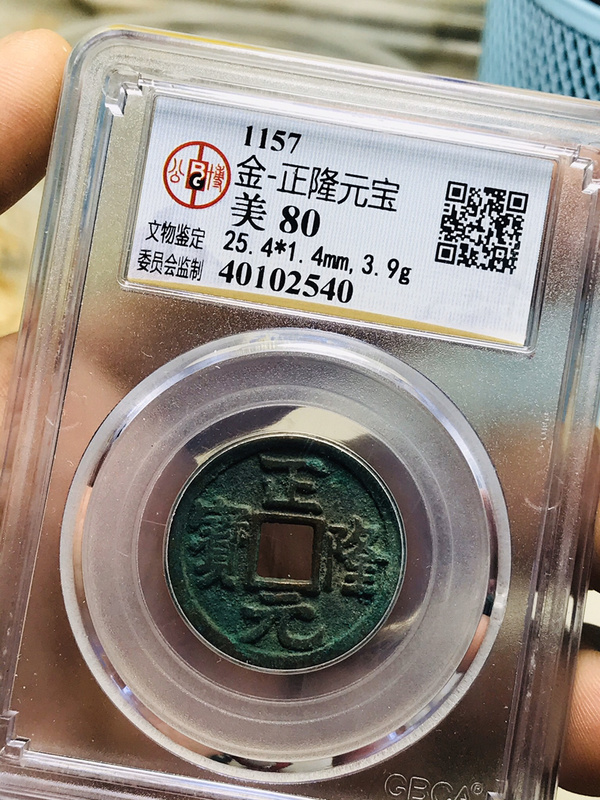 1157
公 BG 博
金-正隆元宝
美 80
文物鉴定
委员会监制
25.4*1.4mm, 3.9g
40102540
正
隆
元
寶
GBCA®